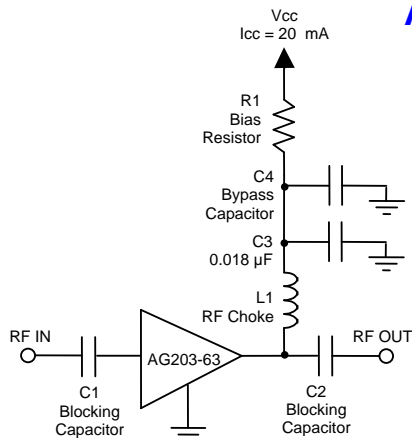 Vcc
Icc = 20 mA
R1
Bias
Resistor
C4
Bypass
Capacitor
C3
0.018 µF
L1
RF Choke
RF IN
RF OUT
AG203-63
C1
Blocking
Capacitor
C2
Blocking
Capacitor